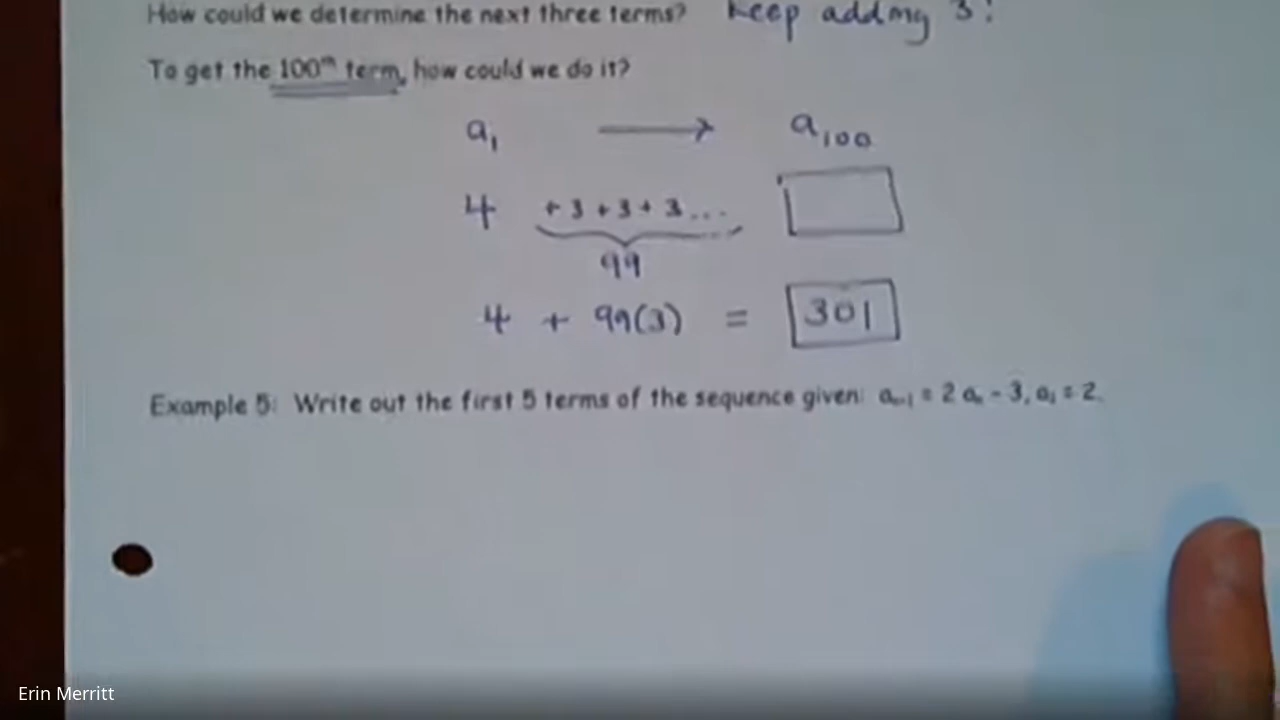 How could we determine the next three terms? Keep adding 3!
To get the 100th term, how could we do it?
a₁ → a₁₀₀
4 +3+3+3...
99
4 + 99(3) = 301
Example 5: Write out the first 5 terms of the sequence given: aₙ₊₁ = 2aₙ - 3, a₁ = 2.
Erin Merritt